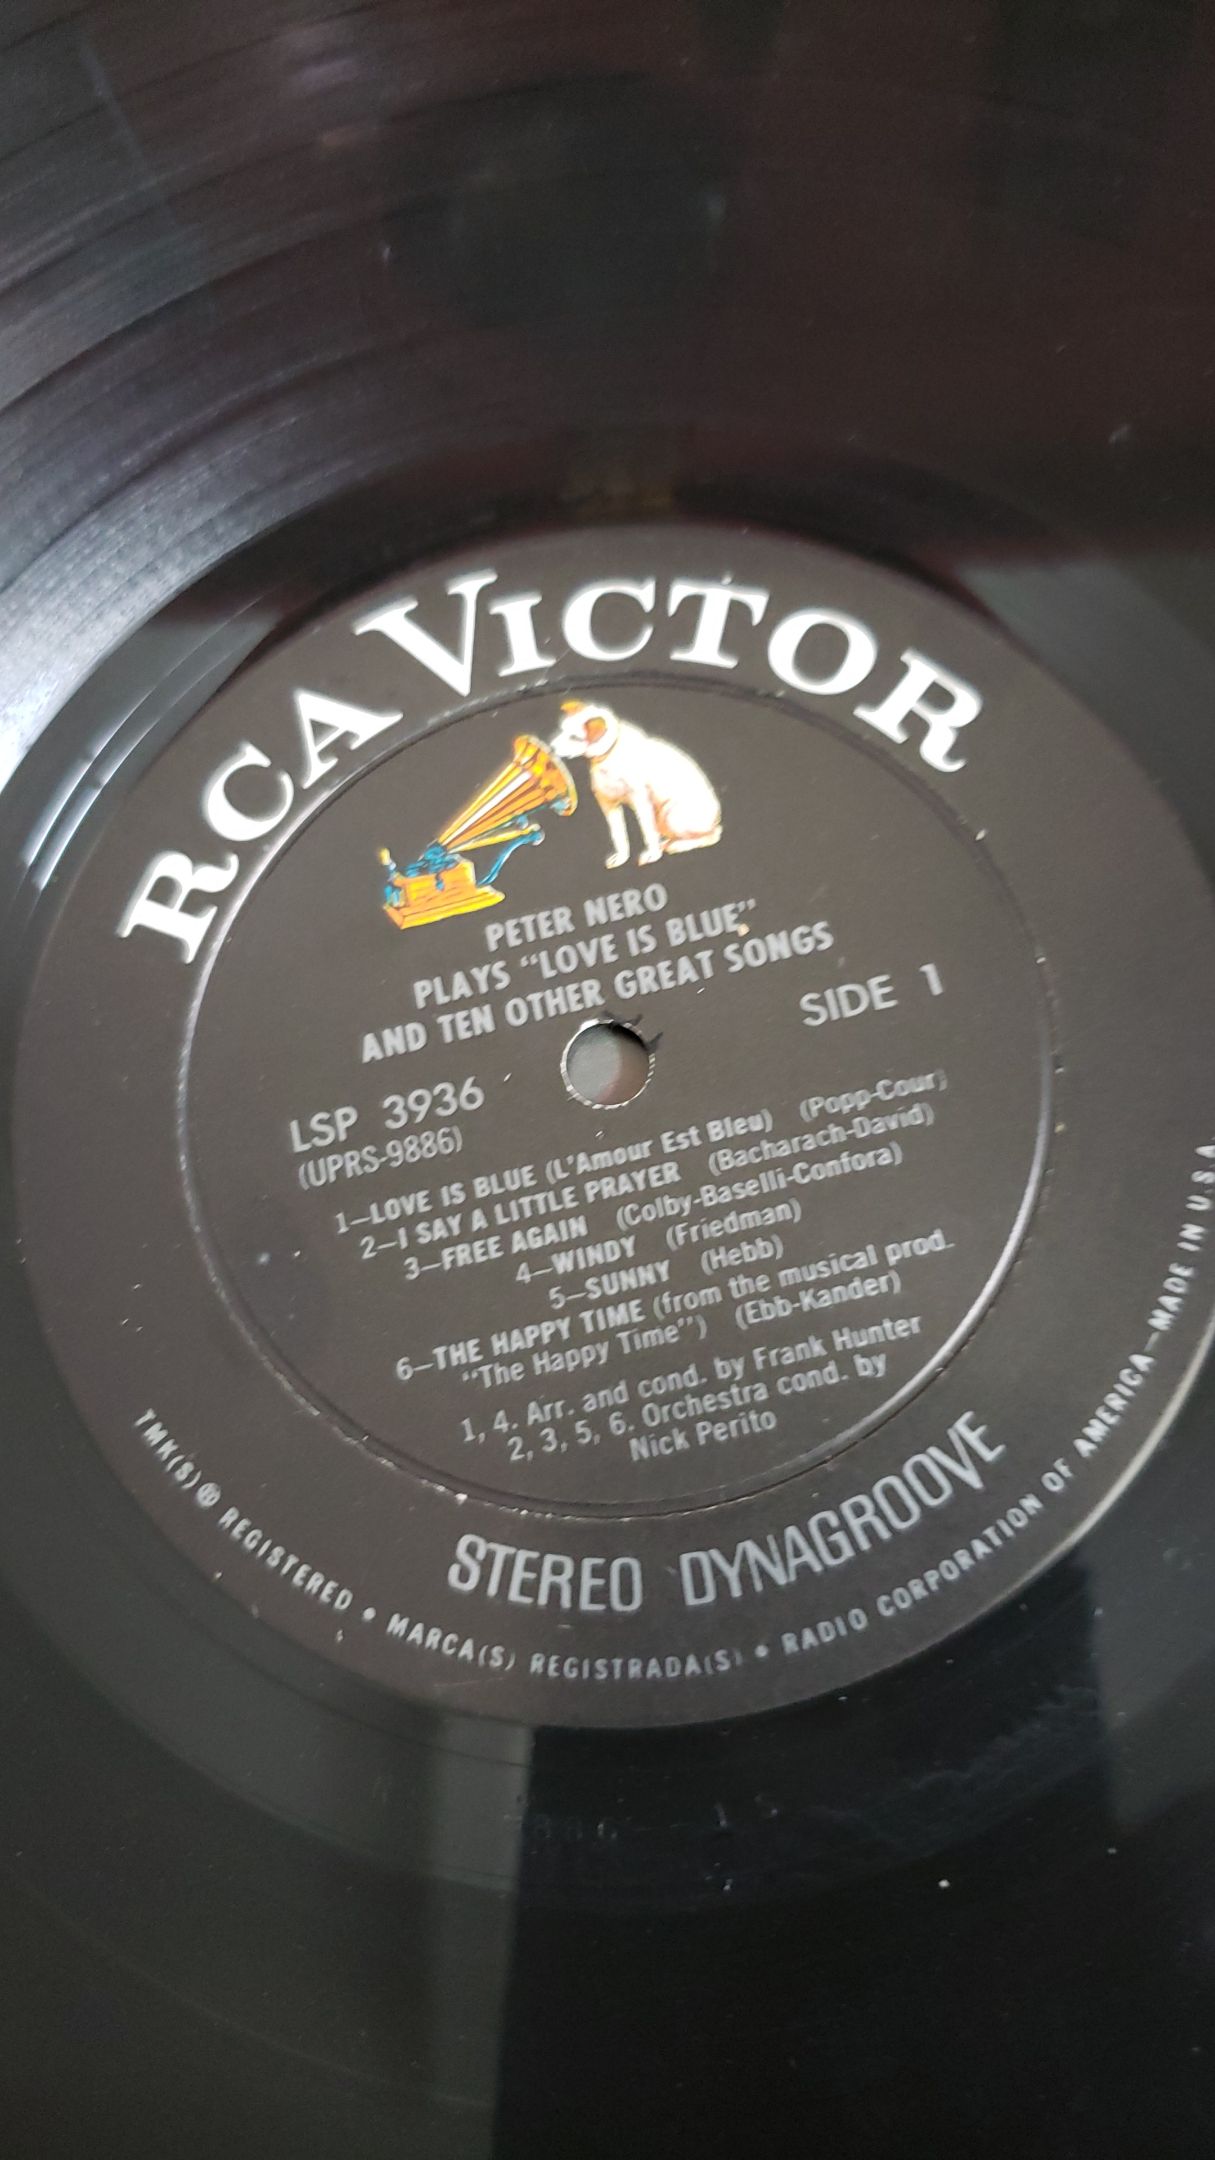 RCA VICTOR
PETER NERO
PLAYS "LOVE IS BLUE"
AND TEN OTHER GREAT SONGS
SIDE 1
LSP 3936
(UPRS-9886)
1—LOVE IS BLUE (L'Amour Est Bleu) (Popp-Cour)
2—I SAY A LITTLE PRAYER (Bacharach-David)
3—FREE AGAIN (Colby-Baselli-Confora)
4—WINDY (Friedman)
5—SUNNY (Hebb)
6—THE HAPPY TIME (from the musical prod.
"The Happy Time") (Ebb-Kander)
1, 4. Arr. and cond. by Frank Hunter
2, 3, 5, 6. Orchestra cond. by
Nick Perito
STEREO DYNAGROOVE
TMK(S) ® REGISTERED • MARCA(S) REGISTRADA(S) • RADIO CORPORATION OF AMERICA—MADE IN U.S.A.